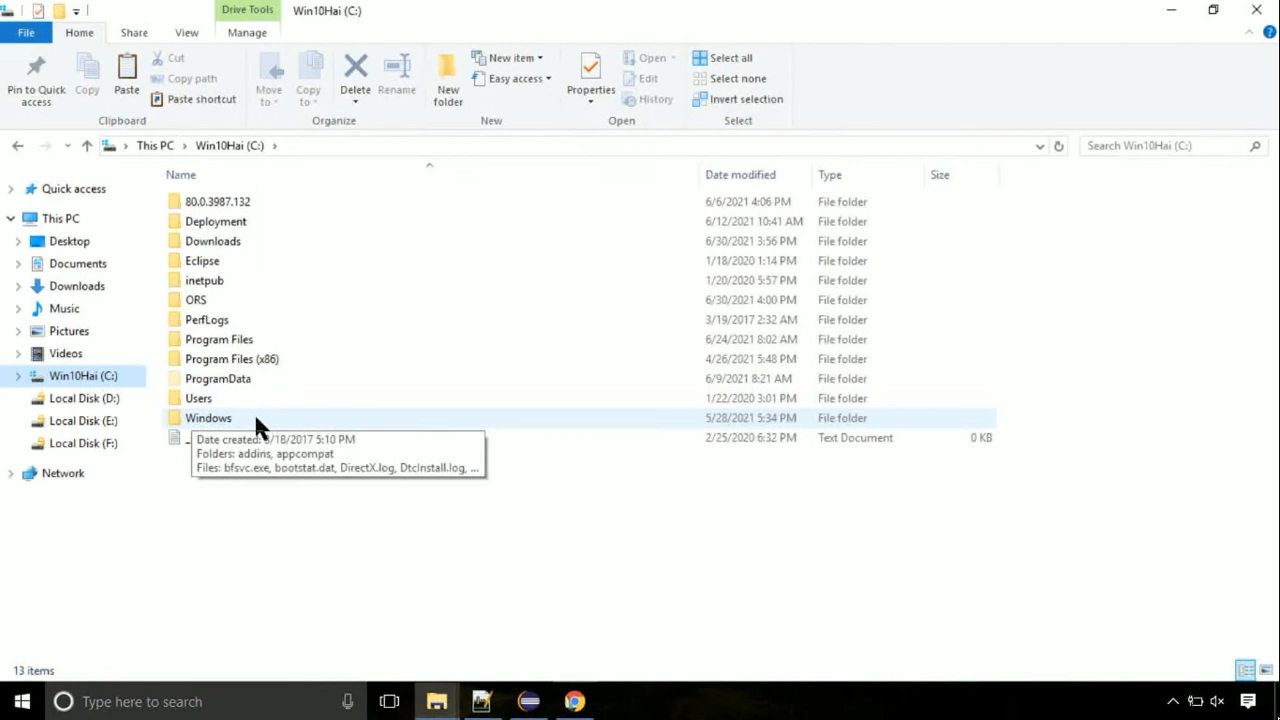 Drive Tools
Win10Hai (C:)
File
Home
Share
View
Manage
Pin to Quick access
Copy
Paste
Cut
Copy path
Paste shortcut
Clipboard
Move to
Copy to
Delete
Rename
Organize
New folder
New item
Easy access
New
Properties
Open
Edit
History
Open
Select all
Select none
Invert selection
Select
This PC
Win10Hai (C:)
Search Win10Hai (C:)
Quick access
This PC
Desktop
Documents
Downloads
Music
Pictures
Videos
Win10Hai (C:)
Local Disk (D:)
Local Disk (E:)
Local Disk (F:)
Network
Name Date modified Type Size
80.0.3987.132 6/6/2021 4:06 PM File folder
Deployment 6/12/2021 10:41 AM File folder
Downloads 6/30/2021 3:56 PM File folder
Eclipse 1/18/2020 1:14 PM File folder
inetpub 1/20/2020 5:57 PM File folder
ORS 6/30/2021 4:00 PM File folder
PerfLogs 3/19/2017 2:32 AM File folder
Program Files 6/24/2021 8:02 AM File folder
Program Files (x86) 4/26/2021 5:48 PM File folder
ProgramData 6/9/2021 8:21 AM File folder
Users 1/22/2020 3:01 PM File folder
Windows 5/28/2021 5:34 PM File folder
2/25/2020 6:32 PM Text Document 0 KB
Date created: /18/2017 5:10 PM
Folders: addins, appcompat
Files: bfsvc.exe, bootstat.dat, DirectX.log, DtcInstall.log, ...
13 items
Type here to search